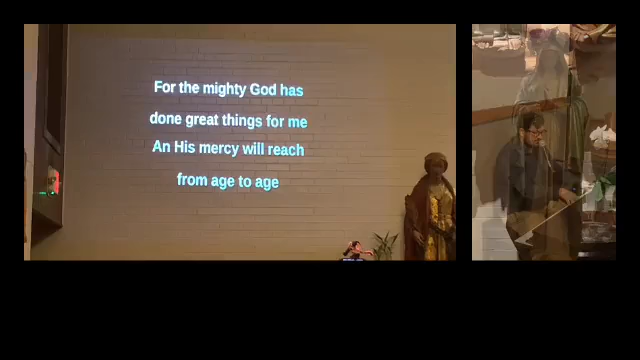 For the mighty God has
done great things for me
An His mercy will reach
from age to age